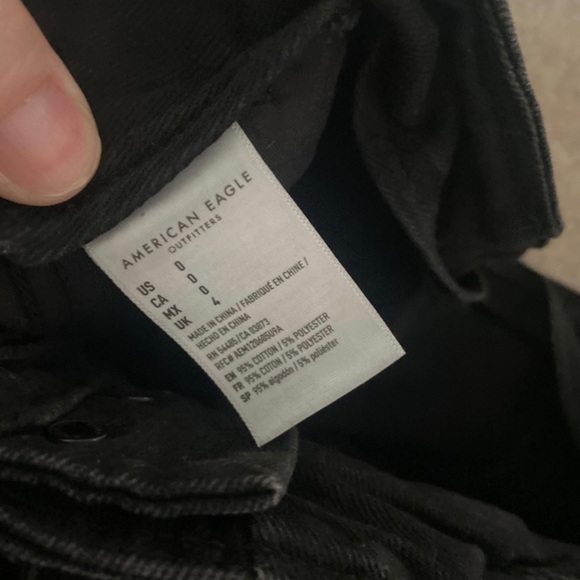 AMERICAN EAGLE
OUTFITTERS
US 0
CA 0
MX 0
UK 4
MADE IN CHINA / FABRIQUÉ EN CHINE /
HECHO EN CHINA
RN 54485 / CA 03873
RFC# AEM1206085U9A
EN 95% COTTON / 5% POLYESTER
FR 95% COTON / 5% POLYESTER
SP 95% algodón / 5% poliéster